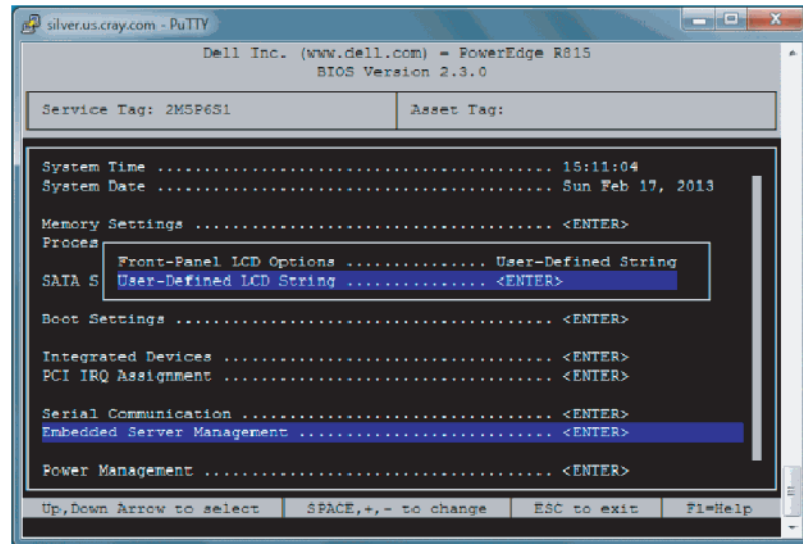 silver.us.cray.com - PuTTY
Dell Inc. (www.dell.com) - PowerEdge R815
BIOS Version 2.3.0
Service Tag: 2M5P6S1 Asset Tag:
System Time .......................................... 15:11:04
System Date .......................................... Sun Feb 17, 2013
Memory Settings ...................................... <ENTER>
Proces
Front-Panel LCD Options ............... User-Defined String
SATA S User-Defined LCD String ............... <ENTER>
Boot Settings ........................................ <ENTER>
Integrated Devices ................................... <ENTER>
PCI IRQ Assignment ................................... <ENTER>
Serial Communication ................................. <ENTER>
Embedded Server Management ........................... <ENTER>
Power Management ..................................... <ENTER>
Up,Down Arrow to select SPACE,+,- to change ESC to exit F1=Help